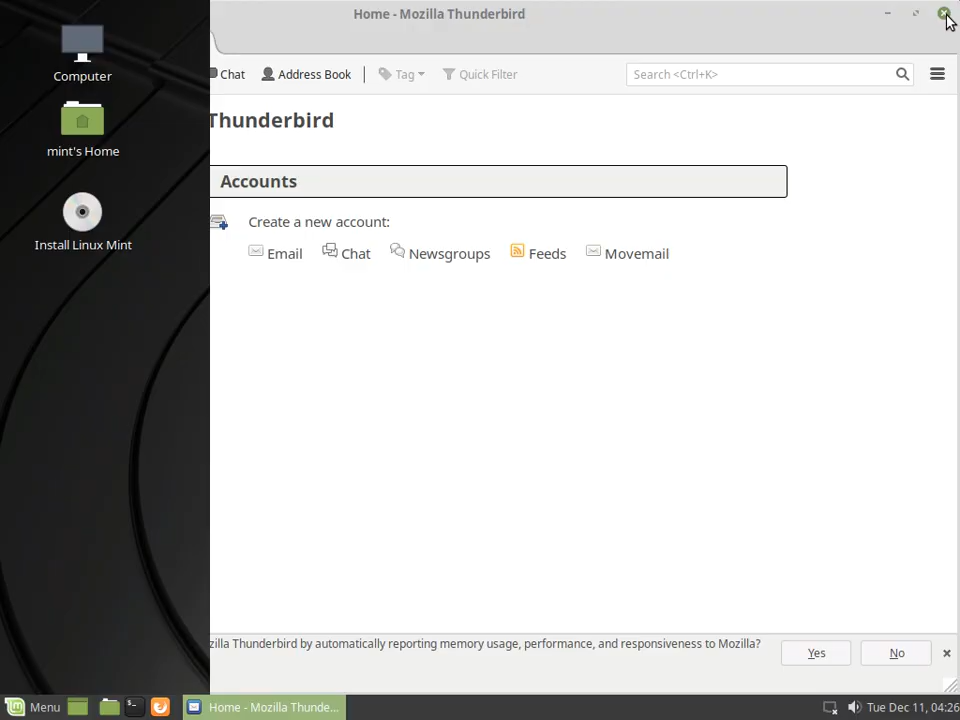 Home - Mozilla Thunderbird
Computer
Chat Address Book Tag Quick Filter Search <Ctrl+K>
Thunderbird
mint's Home
Accounts
Create a new account:
Install Linux Mint
Email Chat Newsgroups Feeds Movemail
zilla Thunderbird by automatically reporting memory usage, performance, and responsiveness to Mozilla? Yes No
Menu Home - Mozilla Thunde... Tue Dec 11, 04:26